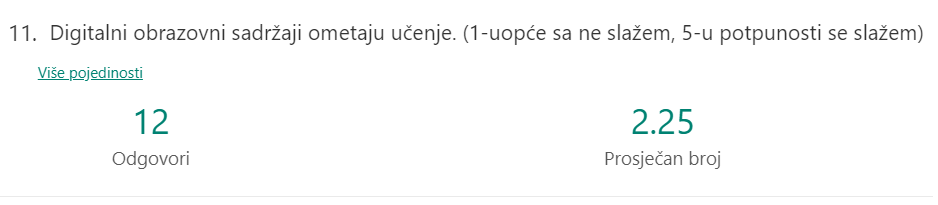 11. Digitalni obrazovni sadržaji ometaju učenje. (1-uopće sa ne slažem, 5-u potpunosti se slažem)
Više pojedinosti
12 2.25
Odgovori Prosječan broj